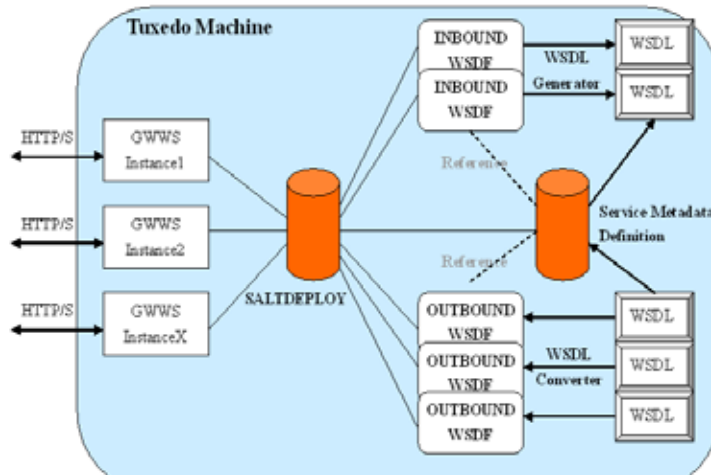 Tuxedo Machine
INBOUND
WSDF
INBOUND
WSDF
WSDL
Generator
WSDL
WSDL
HTTP/S
GWWS
Instance1
HTTP/S
GWWS
Instance2
HTTP/S
GWWS
InstanceX
SALTDEPLOY
Reference
Reference
Service Metadata
Definition
OUTBOUND
WSDF
OUTBOUND
WSDF
OUTBOUND
WSDF
WSDL
Converter
WSDL
WSDL
WSDL